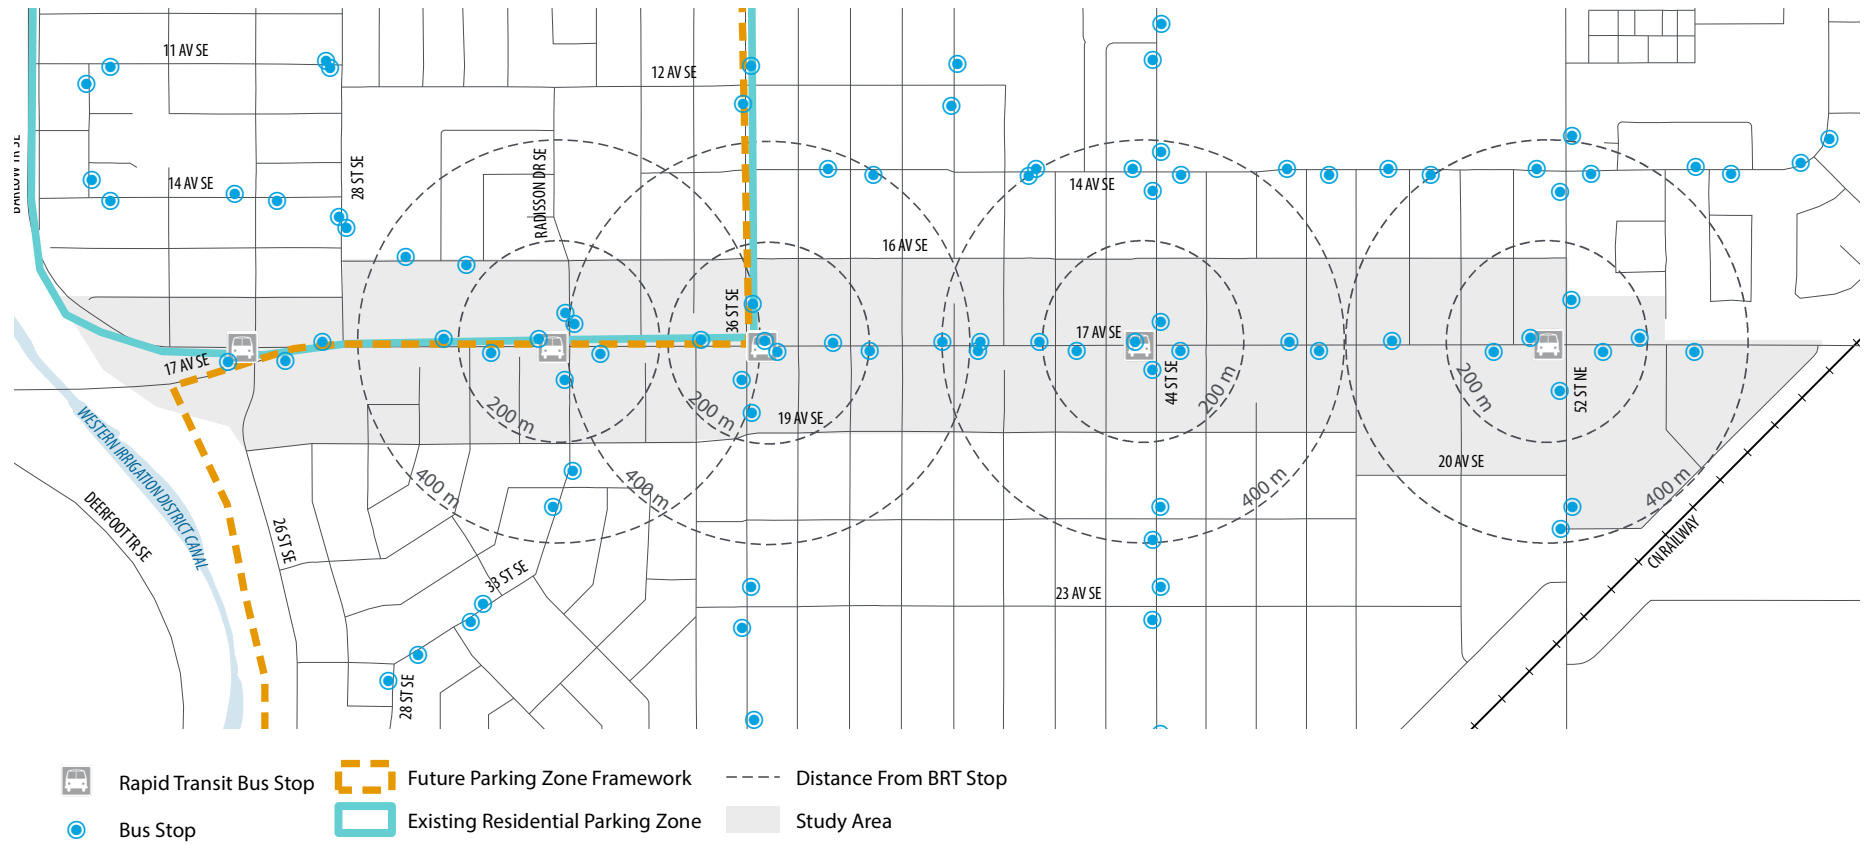 11 AV SE
12 AV SE
BARLOW TR SE
28 ST SE
14 AV SE
RADISSON DR SE
14 AV SE
16 AV SE
36 ST SE
17 AV SE
17 AV SE
44 ST SE
200 m
200 m
200 m
200 m
52 ST NE
19 AV SE
20 AV SE
400 m
400 m
400 m
400 m
WESTERN IRRIGATION DISTRICT CANAL
DEERFOOT TR SE
26 ST SE
33 ST SE
CN RAILWAY
23 AV SE
28 ST SE
Rapid Transit Bus Stop
Future Parking Zone Framework
Distance From BRT Stop
Bus Stop
Existing Residential Parking Zone
Study Area